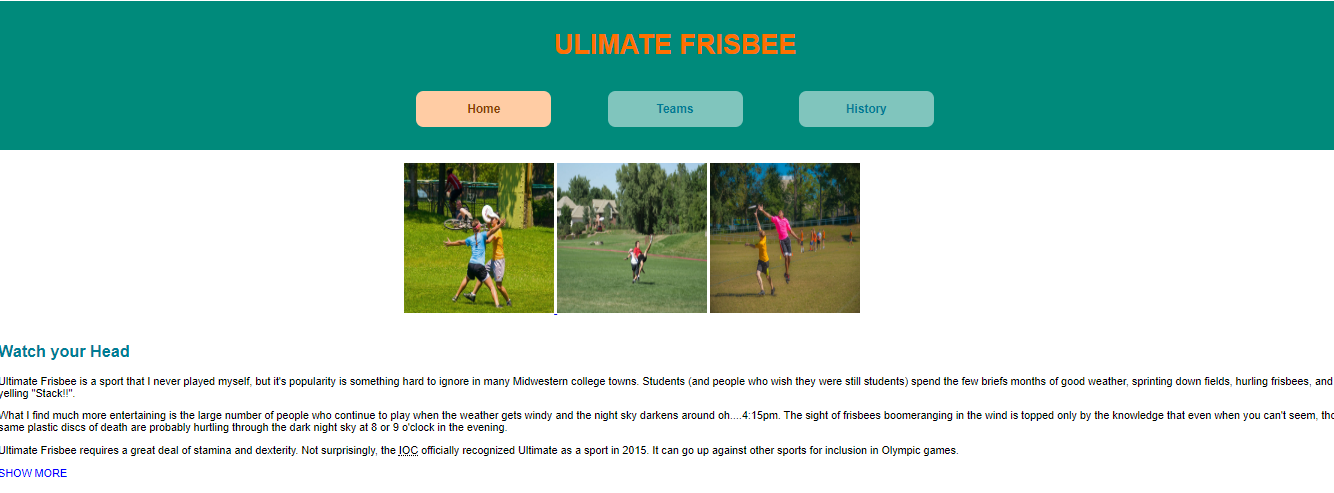 ULIMATE FRISBEE
Home
Teams
History
Watch your Head
Ultimate Frisbee is a sport that I never played myself, but it's popularity is something hard to ignore in many Midwestern college towns. Students (and people who wish they were still students) spend the few briefs months of good weather, sprinting down fields, hurling frisbees, and
yelling "Stack!!".
What I find much more entertaining is the large number of people who continue to play when the weather gets windy and the night sky darkens around oh....4:15pm. The sight of frisbees boomeranging in the wind is topped only by the knowledge that even when you can't seem,
same plastic discs of death are probably hurtling through the dark night sky at 8 or 9 o'clock in the evening.
Ultimate Frisbee requires a great deal of stamina and dexterity. Not surprisingly, the IOC officially recognized Ultimate as a sport in 2015. It can go up against other sports for inclusion in Olympic games.
SHOW MORE